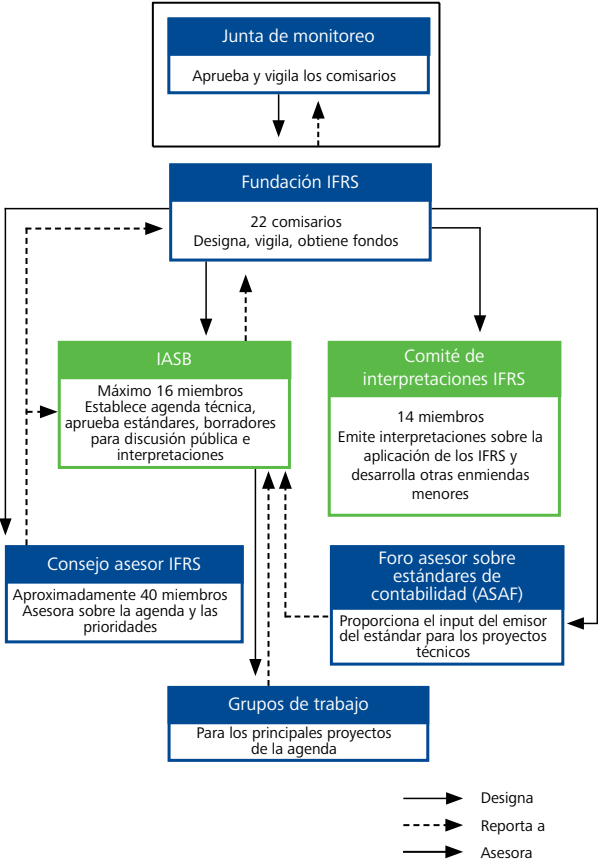 Junta de monitoreo
Aprueba y vigila los comisarios
Fundación IFRS
22 comisarios
Designa, vigila, obtiene fondos
IASB
Máximo 16 miembros
Establece agenda técnica,
aprueba estándares, borradores
para discusión pública e
interpretaciones
Comité de
interpretaciones IFRS
14 miembros
Emite interpretaciones sobre la
aplicación de los IFRS y
desarrolla otras enmiendas
menores
Consejo asesor IFRS
Aproximadamente 40 miembros
Asesora sobre la agenda y las
prioridades
Foro asesor sobre
estándares de
contabilidad (ASAF)
Proporciona el input del emisor
del estándar para los proyectos
técnicos
Grupos de trabajo
Para los principales proyectos
de la agenda
Designa
Reporta a
Asesora